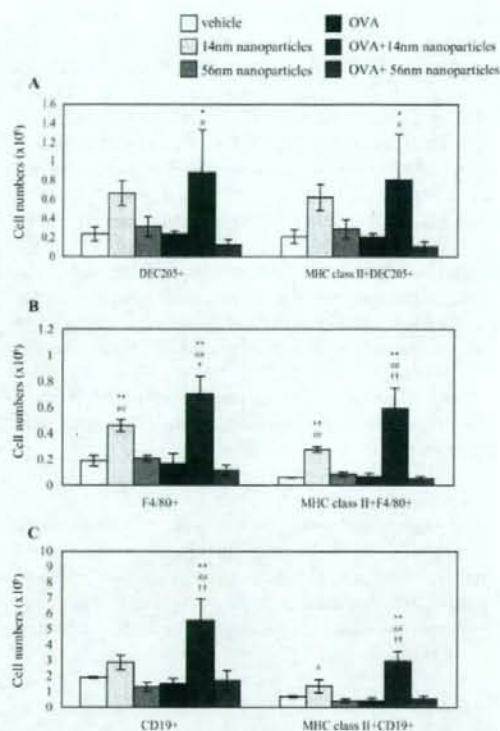 vehicle OVA
14nm nanoparticles OVA+14nm nanoparticles
56nm nanoparticles OVA+ 56nm nanoparticles
A
Cell numbers (x10
1.6
1.4
1.2
1
0.8
0.6
0.4
0.2
0
DEC205+ MHC class II+DEC205+
B
Cell numbers (x10
1.2
1
0.8
0.6
0.4
0.2
0
F4/80+ MHC class II+F4/80+
C
Cell numbers (x10
10
9
8
7
6
5
4
3
2
1
0
CD19+ MHC class II+CD19+